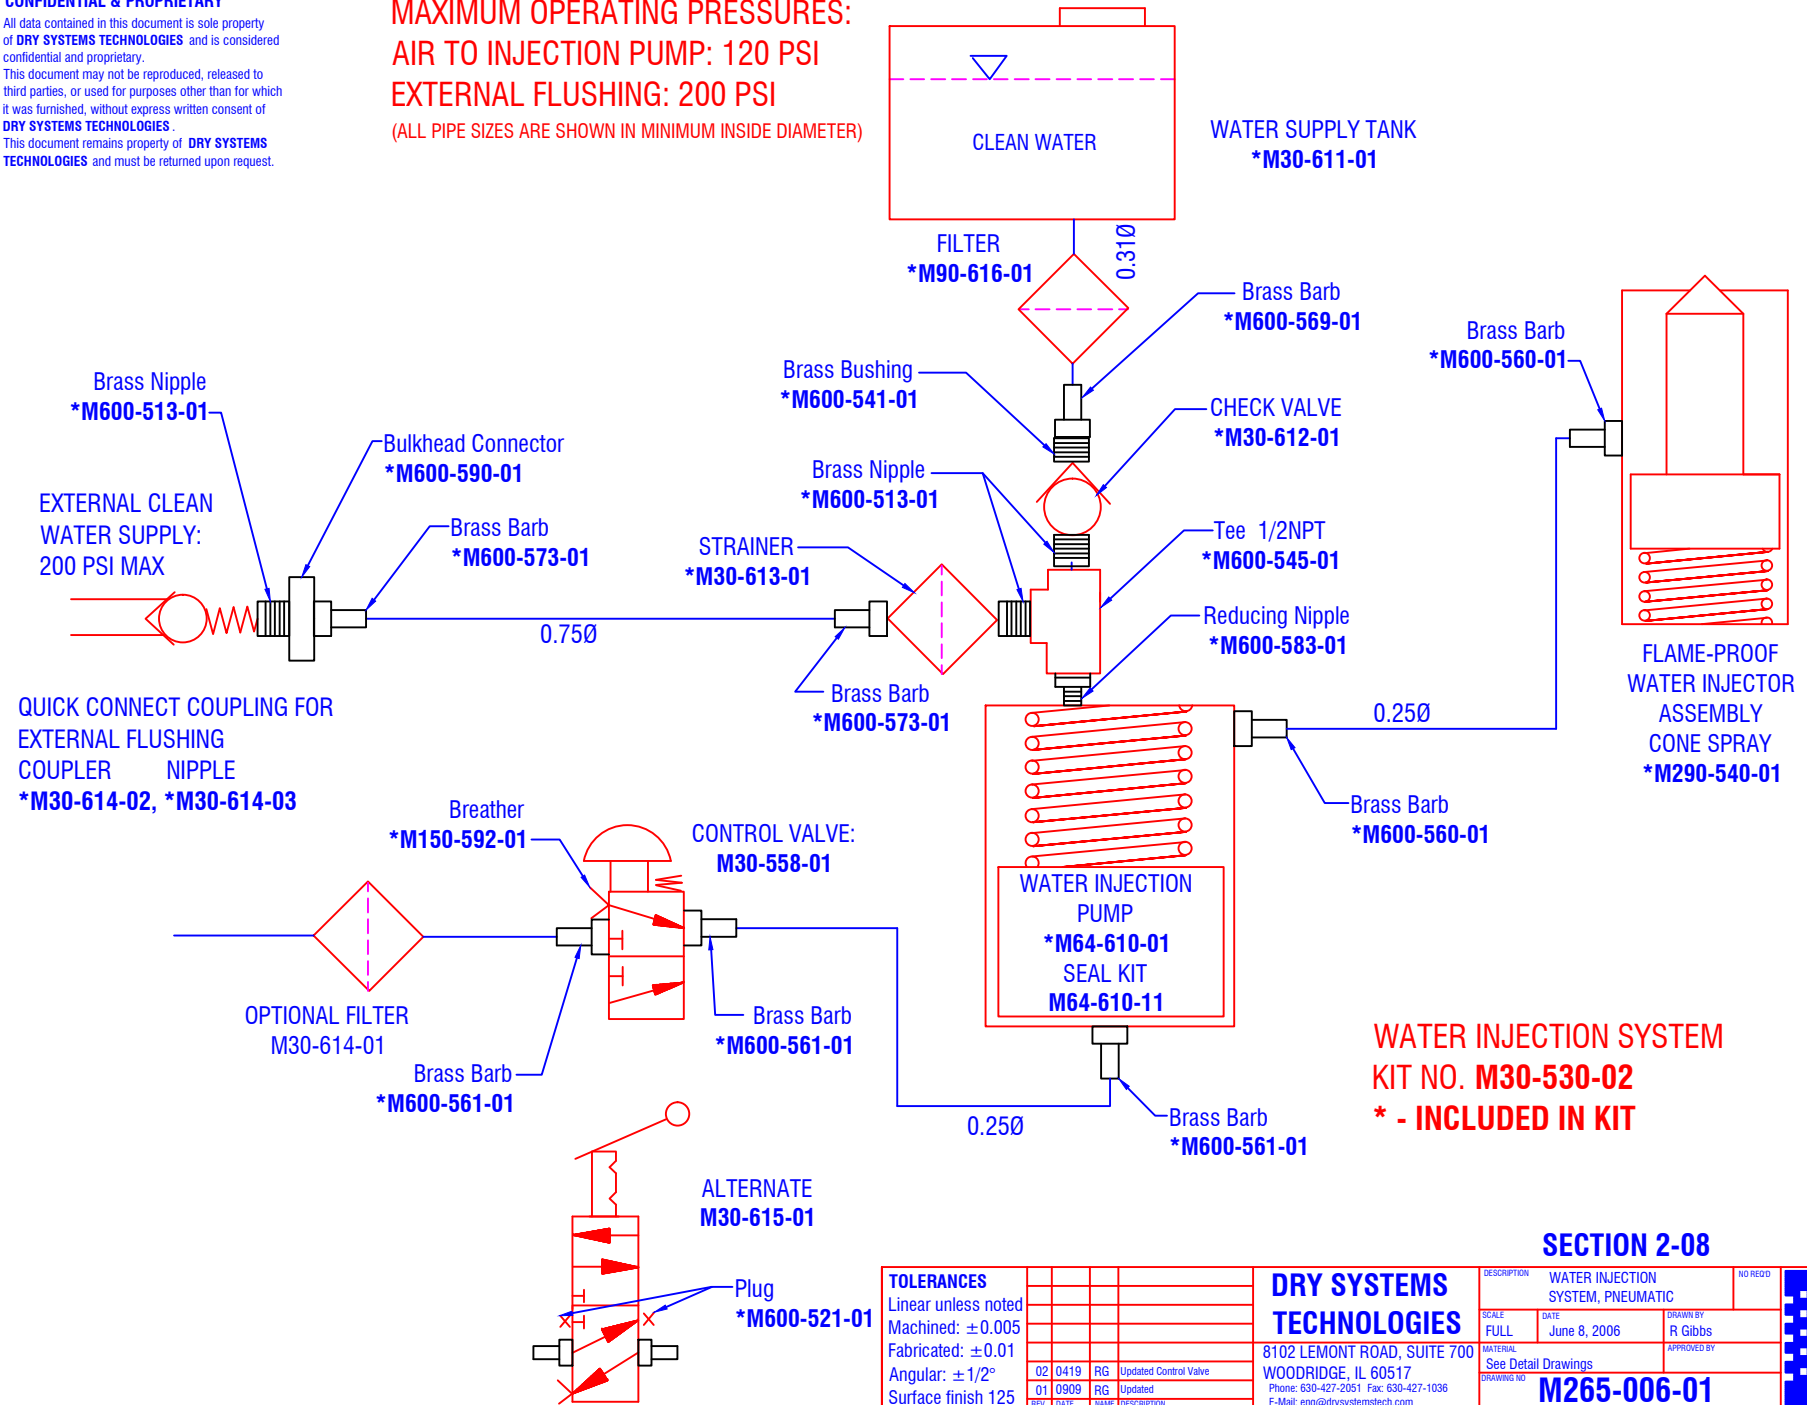 CONFIDENTIAL & PROPRIETARY
All data contained in this document is sole property
of DRY SYSTEMS TECHNOLOGIES and is considered
confidential and proprietary.
This document may not be reproduced, released to
third parties, or used for purposes other than for which
it was furnished, without express written consent of
DRY SYSTEMS TECHNOLOGIES .
This document remains property of DRY SYSTEMS
TECHNOLOGIES and must be returned upon request.
MAXIMUM OPERATING PRESSURES:
AIR TO INJECTION PUMP: 120 PSI
EXTERNAL FLUSHING: 200 PSI
(ALL PIPE SIZES ARE SHOWN IN MINIMUM INSIDE DIAMETER)
CLEAN WATER
WATER SUPPLY TANK
*M30-611-01
FILTER
*M90-616-01
0.31Ø
Brass Barb
*M600-569-01
Brass Barb
*M600-560-01
Brass Bushing
*M600-541-01
Brass Nipple
*M600-513-01
CHECK VALVE
*M30-612-01
Bulkhead Connector
*M600-590-01
Brass Nipple
*M600-513-01
EXTERNAL CLEAN
WATER SUPPLY:
200 PSI MAX
Brass Barb
*M600-573-01
STRAINER
*M30-613-01
Tee 1/2NPT
*M600-545-01
Reducing Nipple
*M600-583-01
0.75Ø
FLAME-PROOF
WATER INJECTOR
ASSEMBLY
CONE SPRAY
*M290-540-01
Brass Barb
*M600-573-01
QUICK CONNECT COUPLING FOR
EXTERNAL FLUSHING
COUPLER NIPPLE
*M30-614-02, *M30-614-03
0.25Ø
Breather
*M150-592-01
CONTROL VALVE:
M30-558-01
Brass Barb
*M600-560-01
WATER INJECTION
PUMP
*M64-610-01
SEAL KIT
M64-610-11
OPTIONAL FILTER
M30-614-01
Brass Barb
*M600-561-01
Brass Barb
*M600-561-01
WATER INJECTION SYSTEM
KIT NO. M30-530-02
* - INCLUDED IN KIT
0.25Ø
Brass Barb
*M600-561-01
ALTERNATE
M30-615-01
Plug
*M600-521-01
SECTION 2-08
TOLERANCES
Linear unless noted
Machined: ±0.005
Fabricated: ±0.01
Angular: ±1/2°
Surface finish 125
02 0419 RG Updated Control Valve
01 0909 RG Updated
REV. DATE NAME DESCRIPTION
DRY SYSTEMS
TECHNOLOGIES
8102 LEMONT ROAD, SUITE 700
WOODRIDGE, IL 60517
Phone: 630-427-2051 Fax: 630-427-1036
E-Mail: eng@drysystemstech.com
DESCRIPTION
WATER INJECTION
SYSTEM, PNEUMATIC
NO REQ'D
SCALE
FULL
DATE
June 8, 2006
DRAWN BY
R Gibbs
MATERIAL
See Detail Drawings
APPROVED BY
DRAWING NO
M265-006-01